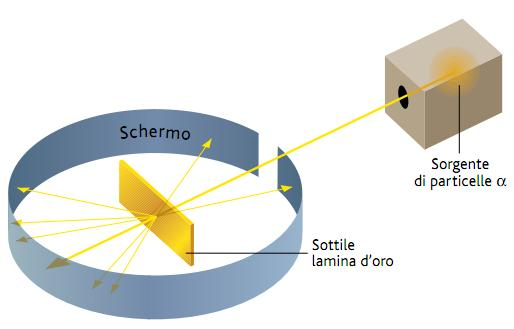 Schermo
Sorgente
di particelle α
Sottile
lamina d'oro